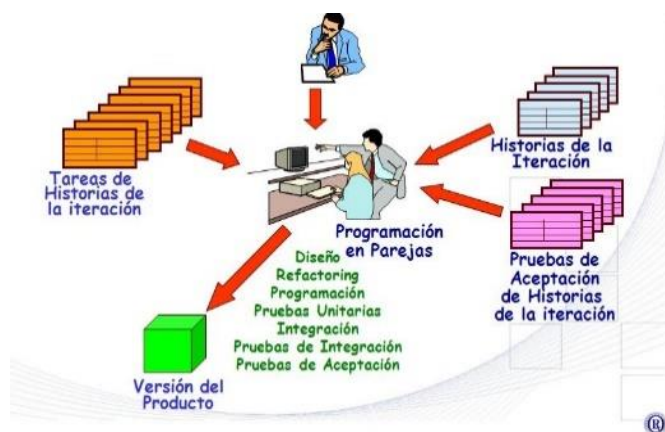 Tareas de
Historias de
la iteración
Historias de la
Iteración
Programación
en Parejas
Pruebas de
Aceptación
de Historias
de la iteración
Diseño
Refactoring
Programación
Pruebas Unitarias
Integración
Pruebas de Integración
Pruebas de Aceptación
Versión del
Producto
®